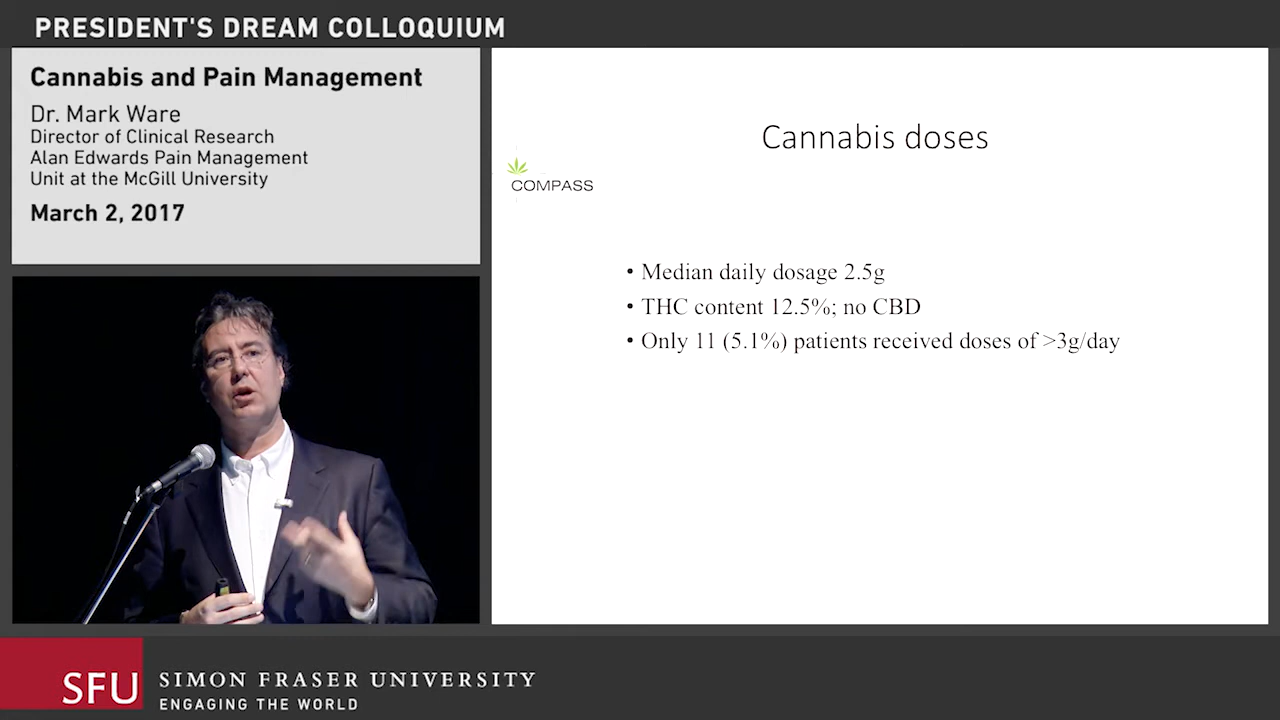 PRESIDENT'S DREAM COLLOQUIUM
Cannabis and Pain Management
Dr. Mark Ware
Director of Clinical Research
Alan Edwards Pain Management
Unit at the McGill University
March 2, 2017
Cannabis doses
COMPASS
• Median daily dosage 2.5g
• THC content 12.5%; no CBD
• Only 11 (5.1%) patients received doses of >3g/day
SFU
SIMON FRASER UNIVERSITY
ENGAGING THE WORLD